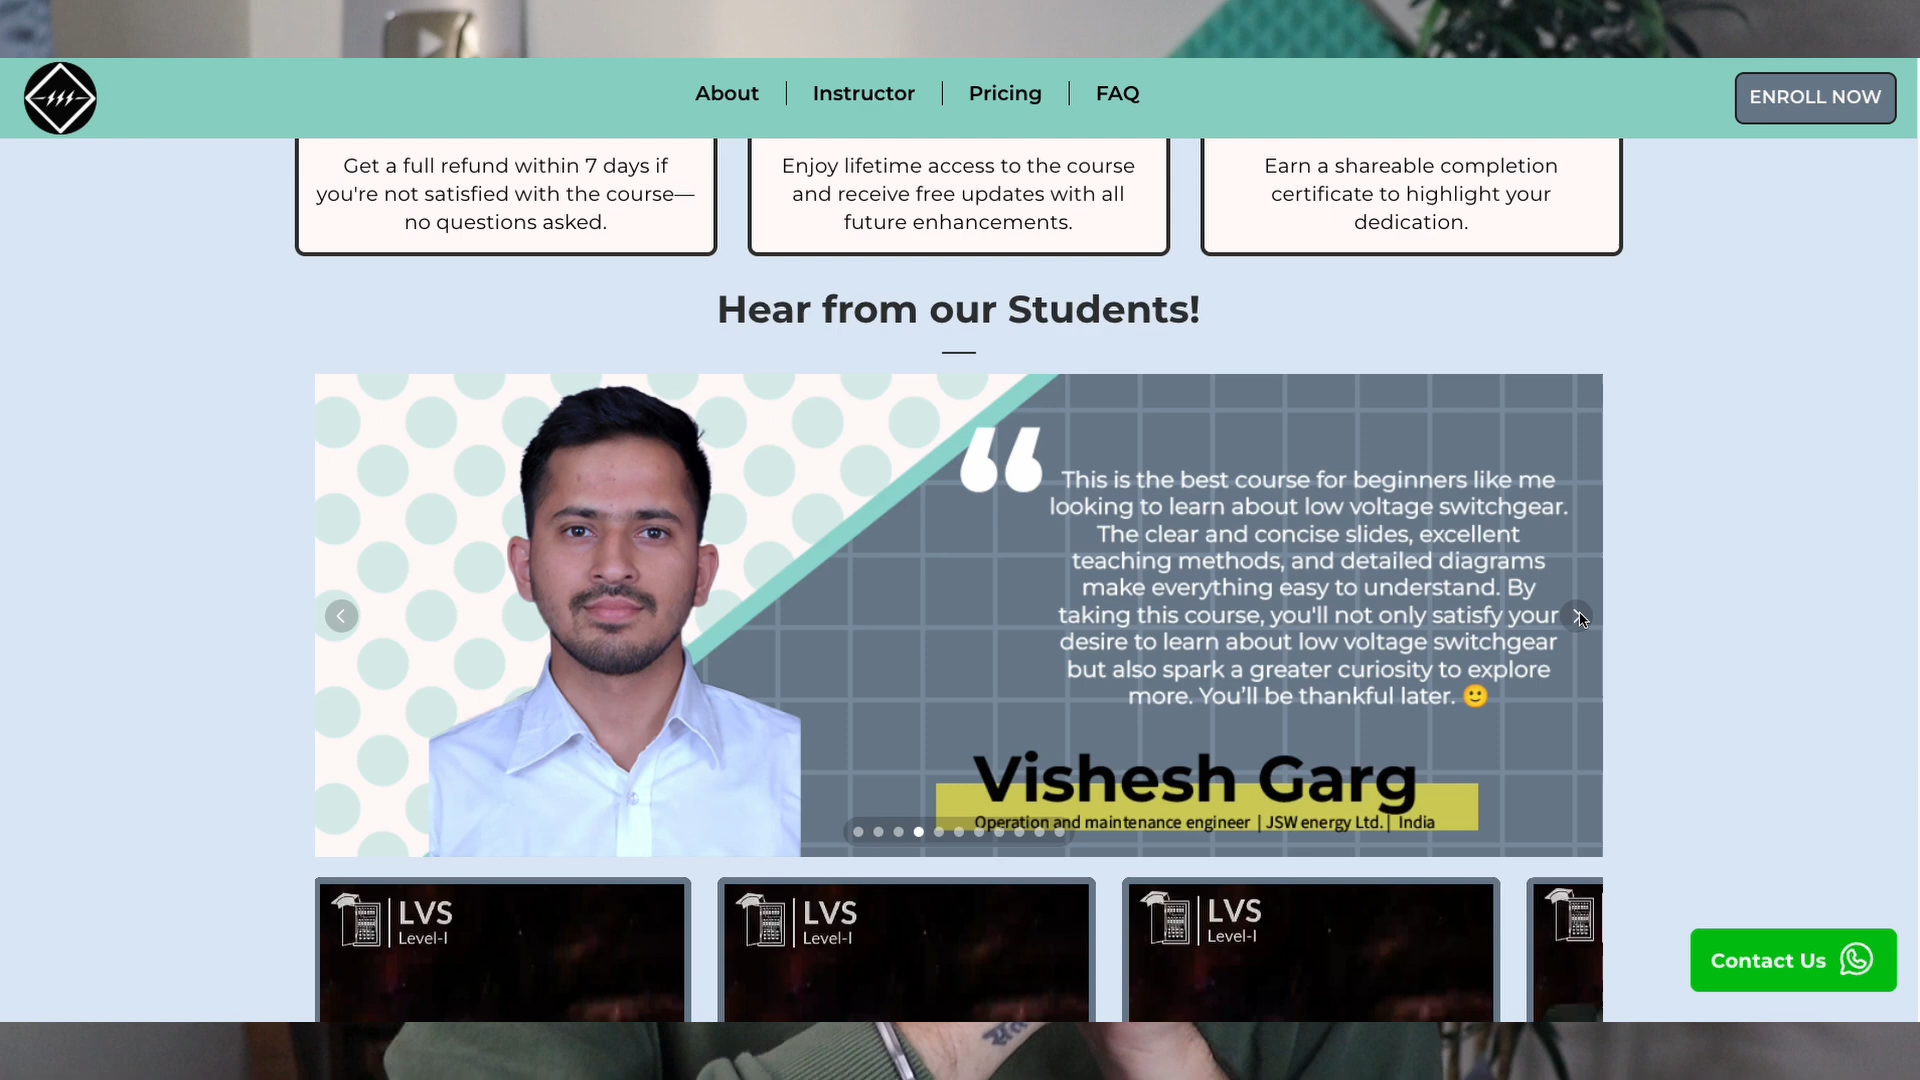 About
Instructor
Pricing
FAQ
ENROLL NOW
Get a full refund within 7 days if
you're not satisfied with the course—
no questions asked.
Enjoy lifetime access to the course
and receive free updates with all
future enhancements.
Earn a shareable completion
certificate to highlight your
dedication.
Hear from our Students!
This is the best course for beginners like me
looking to learn about low voltage switchgear.
The clear and concise slides, excellent
teaching methods, and detailed diagrams
make everything easy to understand. By
taking this course, you'll not only satisfy your
desire to learn about low voltage switchgear
but also spark a greater curiosity to explore
more. You’ll be thankful later. 🙂
Vishesh Garg
Operation and maintenance engineer | JSW energy Ltd. | India
LVS
Level-I
LVS
Level-I
LVS
Level-I
Contact Us